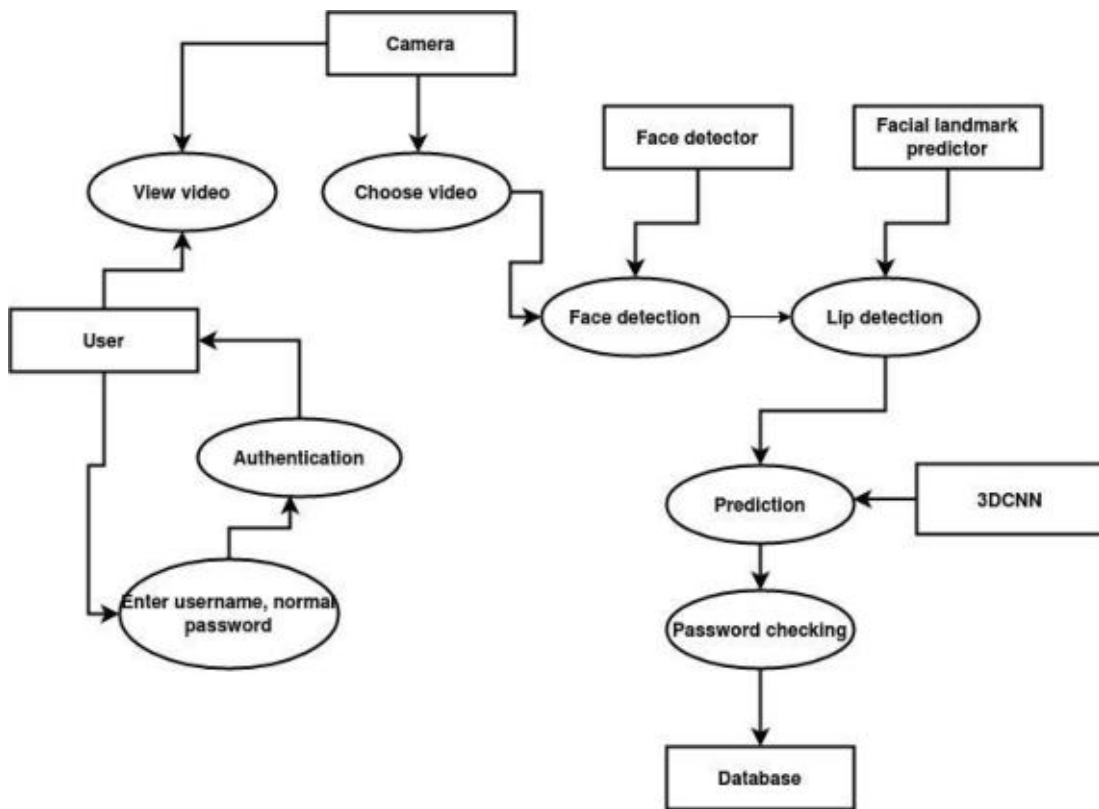 Camera
Face detector
Facial landmark
predictor
View video
Choose video
Face detection
Lip detection
User
Authentication
Prediction
3DCNN
Enter username, normal
password
Password checking
Database